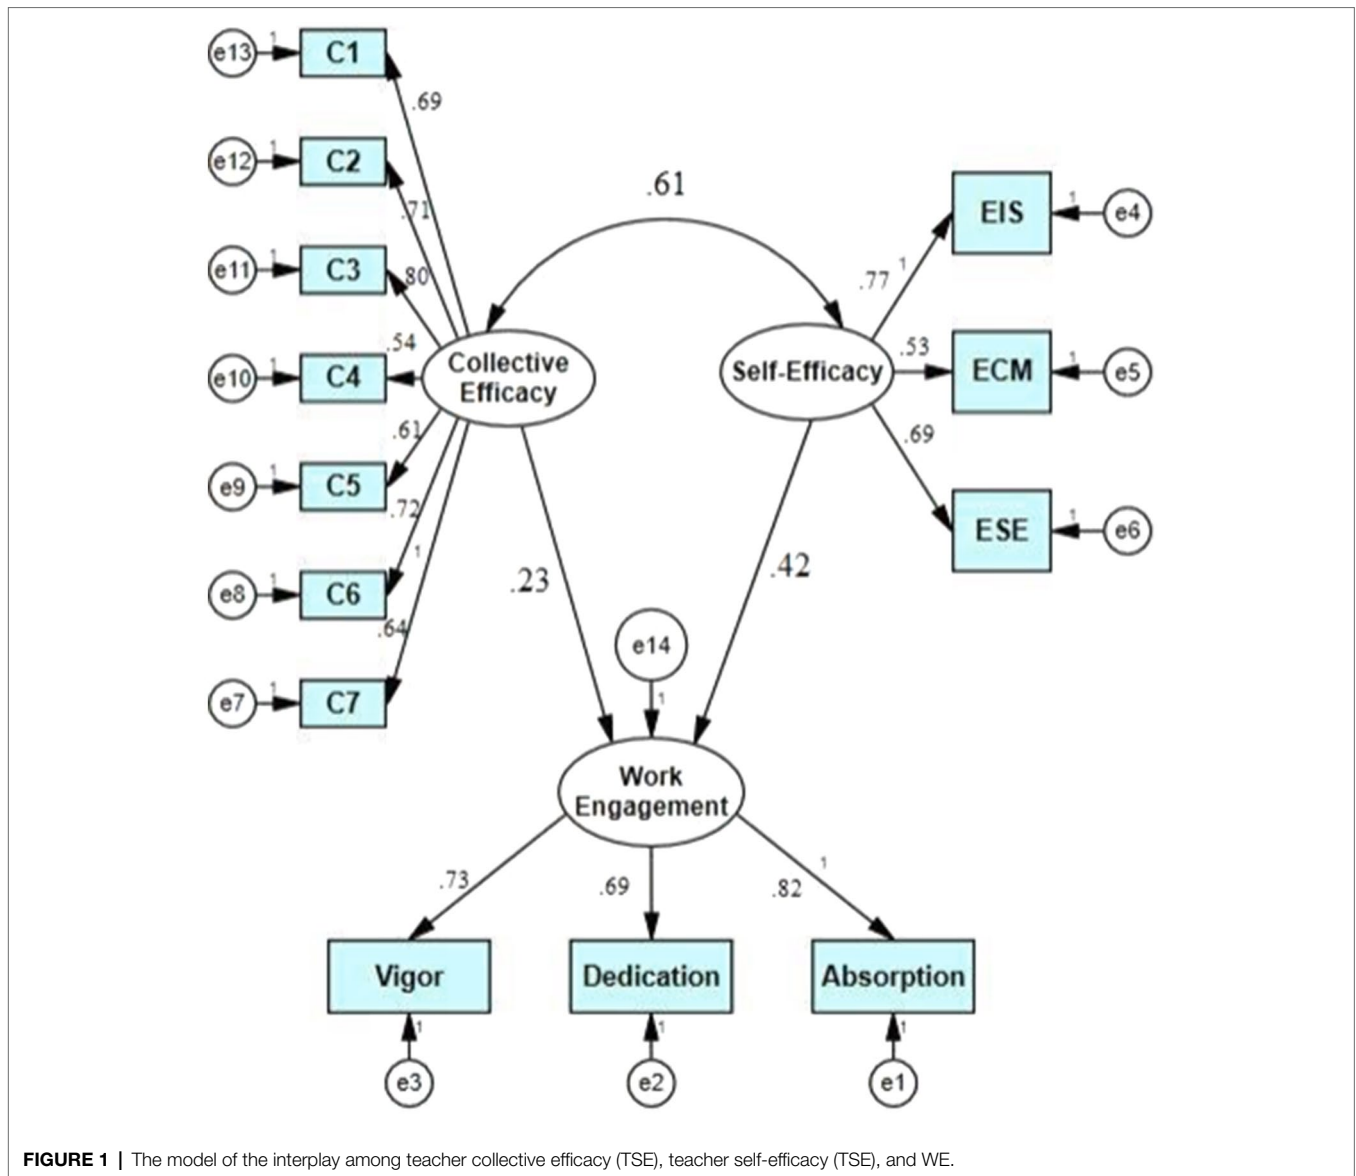 e13 1 C1
.69
e12 1 C2
.71
e11 1 C3
.80
.54
e10 1 C4
Collective
Efficacy
.61
e9 1 C5
.72
1
e8 1 C6
.64
e7 1 C7
.61
Self-Efficacy
.77 1
EIS 1 e4
.53
ECM 1 e5
.69
ESE 1 e6
.23
.42
e14
1
Work
Engagement
.73
.69
.82 1
Vigor
Dedication
Absorption
1
1
1
e3
e2
e1
FIGURE 1 | The model of the interplay among teacher collective efficacy (TSE), teacher self-efficacy (TSE), and WE.